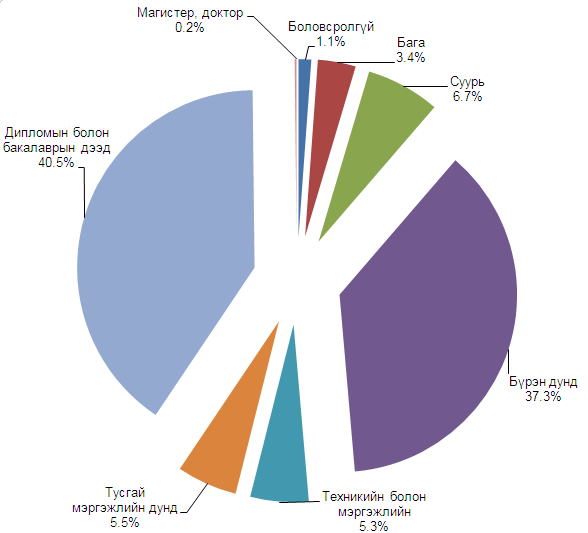 Магистер, доктор
0.2%
Боловсролгүй
1.1%
Бага
3.4%
Суурь
6.7%
Дипломын болон
бакалаврын дээд
40.5%
Бүрэн дунд
37.3%
Тусгай
мэргэжлийн дунд
5.5%
Техникийн болон
мэргэжлийн
5.3%